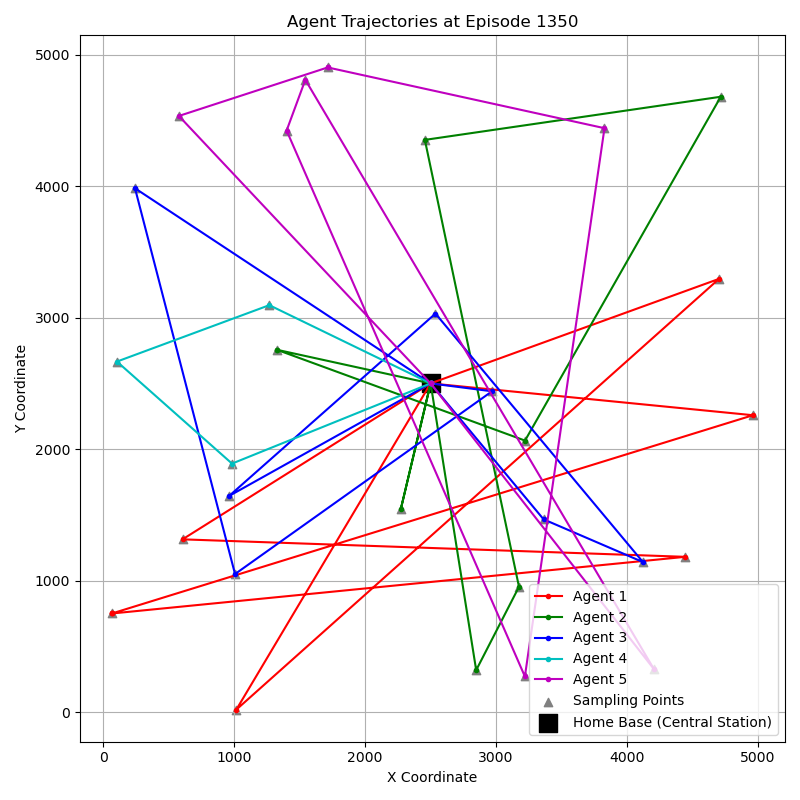 Agent Trajectories at Episode 1350
Y Coordinate
5000
4000
3000
2000
1000
0
0 1000 2000 3000 4000 5000
X Coordinate
Agent 1
Agent 2
Agent 3
Agent 4
Agent 5
Sampling Points
Home Base (Central Station)